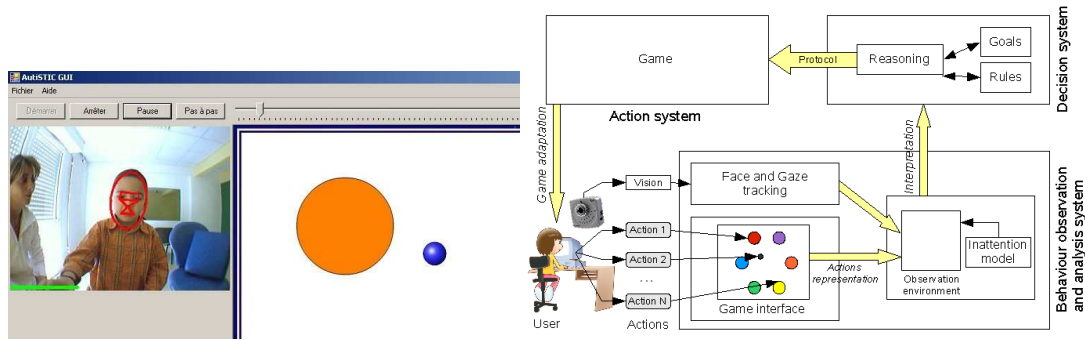 AutiSTIC GUI
Fichier Aide
Démarrer Arrêter Pause Pas à pas
Game
Action system
Protocol
Reasoning
Goals
Rules
Decision system
Game adaptation
Interpretation
Vision
Face and Gaze
tracking
Action 1
Action 2
...
Action N
User
Actions
Game interface
Actions
representation
Observation
environment
Inattention
model
Behaviour observation
and analysis system